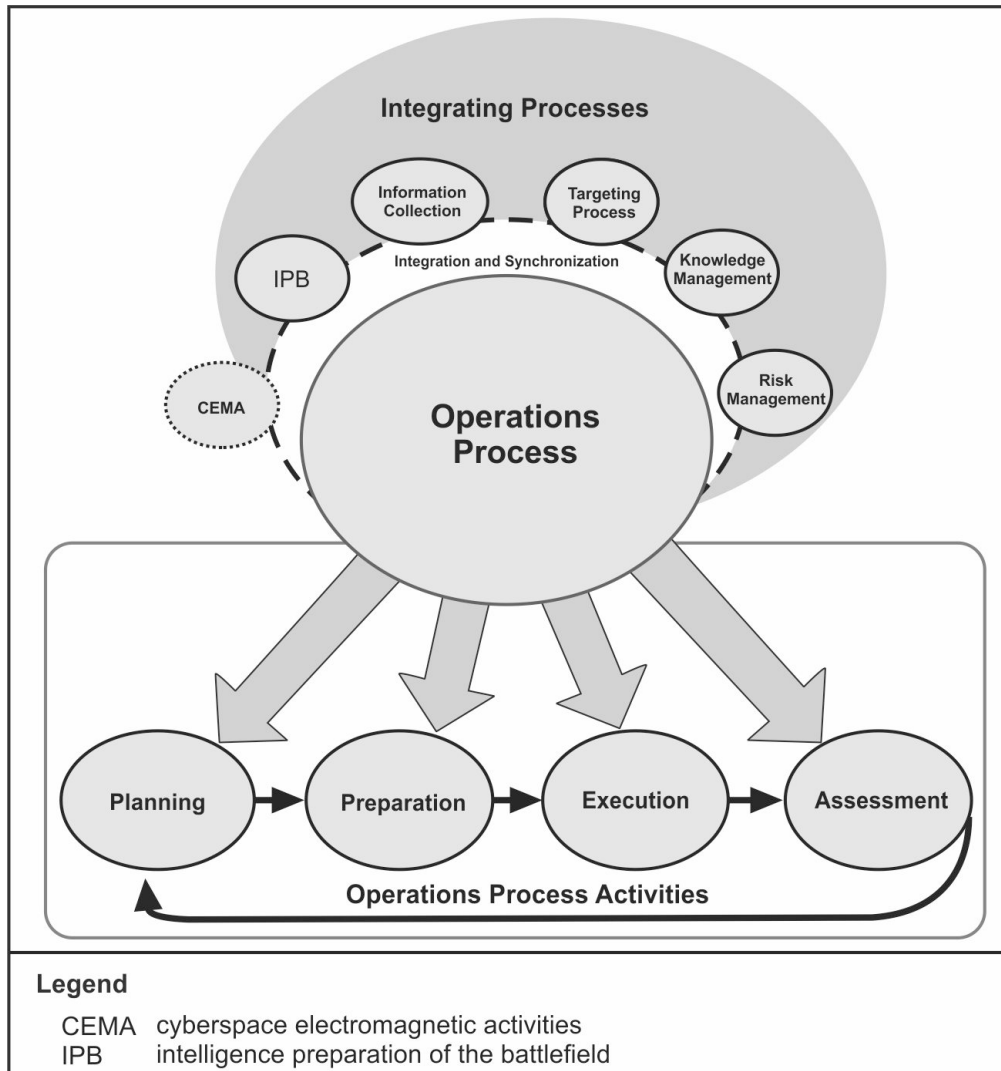 Integrating Processes
Information
Collection
Targeting
Process
IPB
Integration and Synchronization
Knowledge
Management
CEMA
Risk
Management
Operations
Process
Planning
Preparation
Execution
Assessment
Operations Process Activities
Legend
CEMA cyberspace electromagnetic activities
IPB intelligence preparation of the battlefield